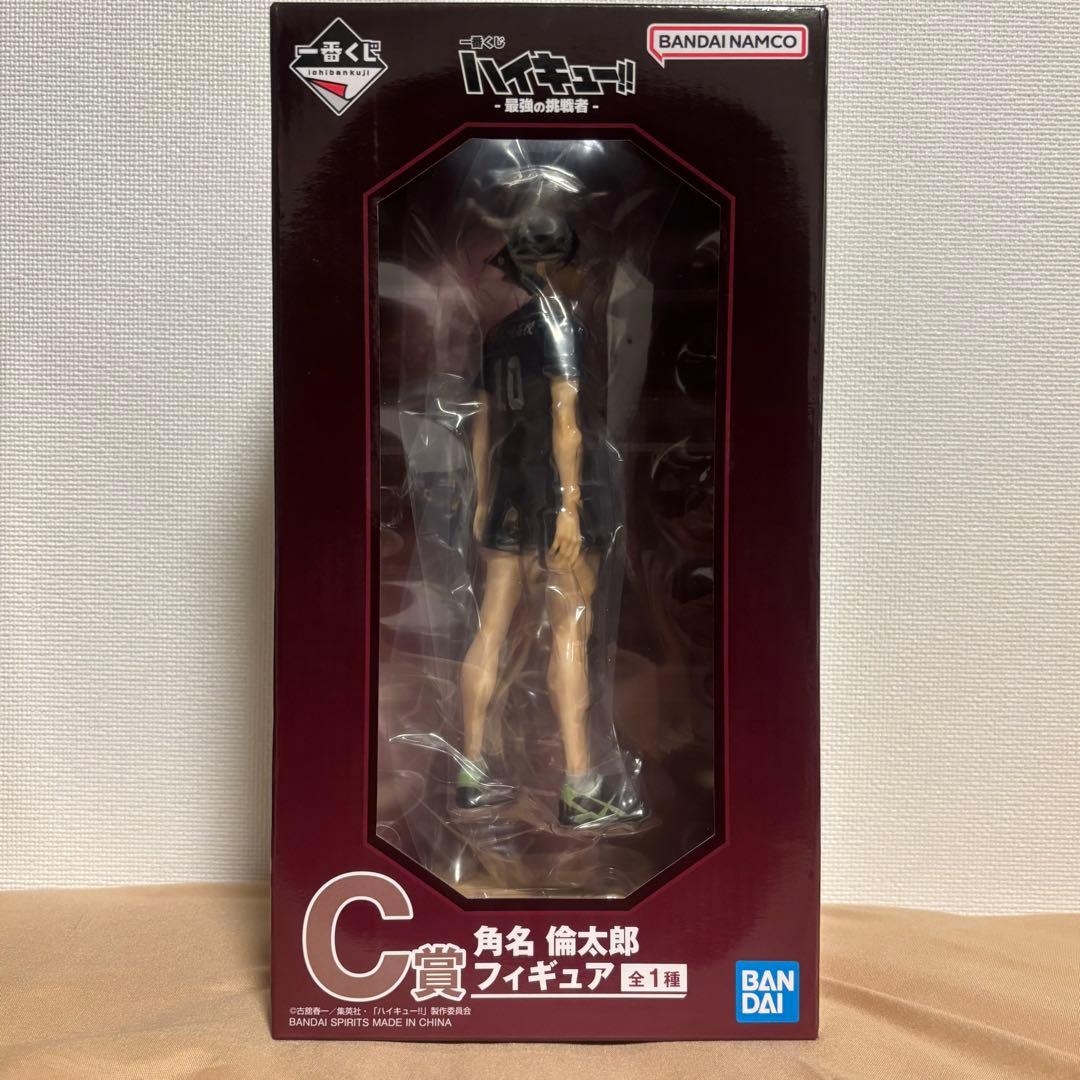 一番くじ
ichibankuji
一番くじ
ハイキュー!!
- 最強の挑戦者 -
BANDAI NAMCO
10
C賞
角名 倫太郎
フィギュア 全1種
©古舘春一／集英社・「ハイキュー!!」製作委員会
BANDAI SPIRITS MADE IN CHINA
BAN
DAI